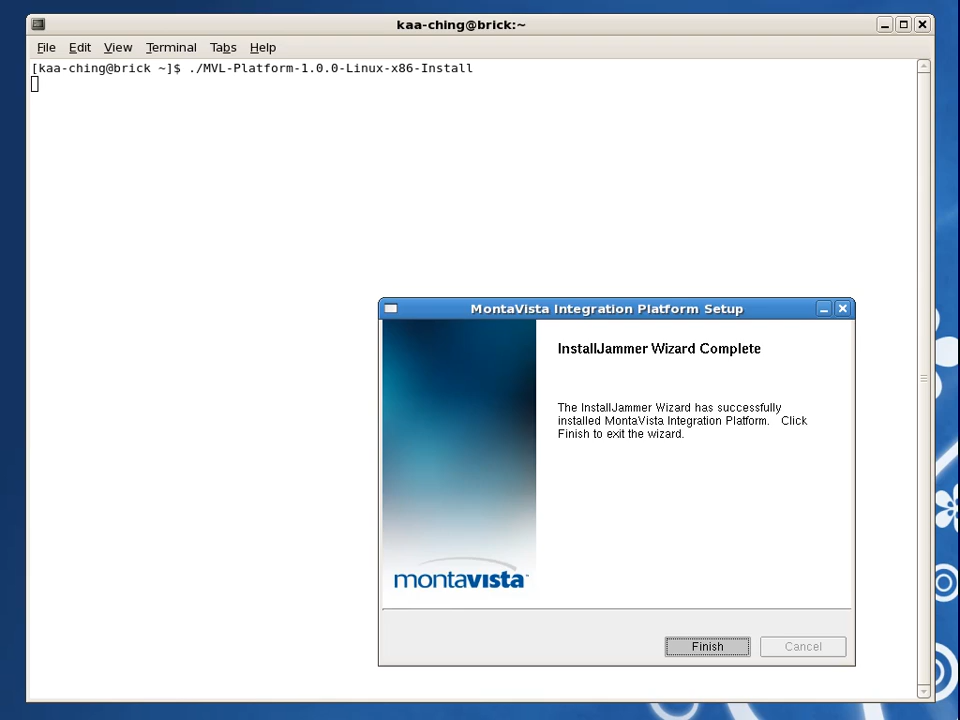 kaa-ching@brick:~
File Edit View Terminal Tabs Help
[kaa-ching@brick ~]$ ./MVL-Platform-1.0.0-Linux-x86-Install
MontaVista Integration Platform Setup
InstallJammer Wizard Complete
The InstallJammer Wizard has successfully
installed MontaVista Integration Platform. Click
Finish to exit the wizard.
montavista
Finish Cancel